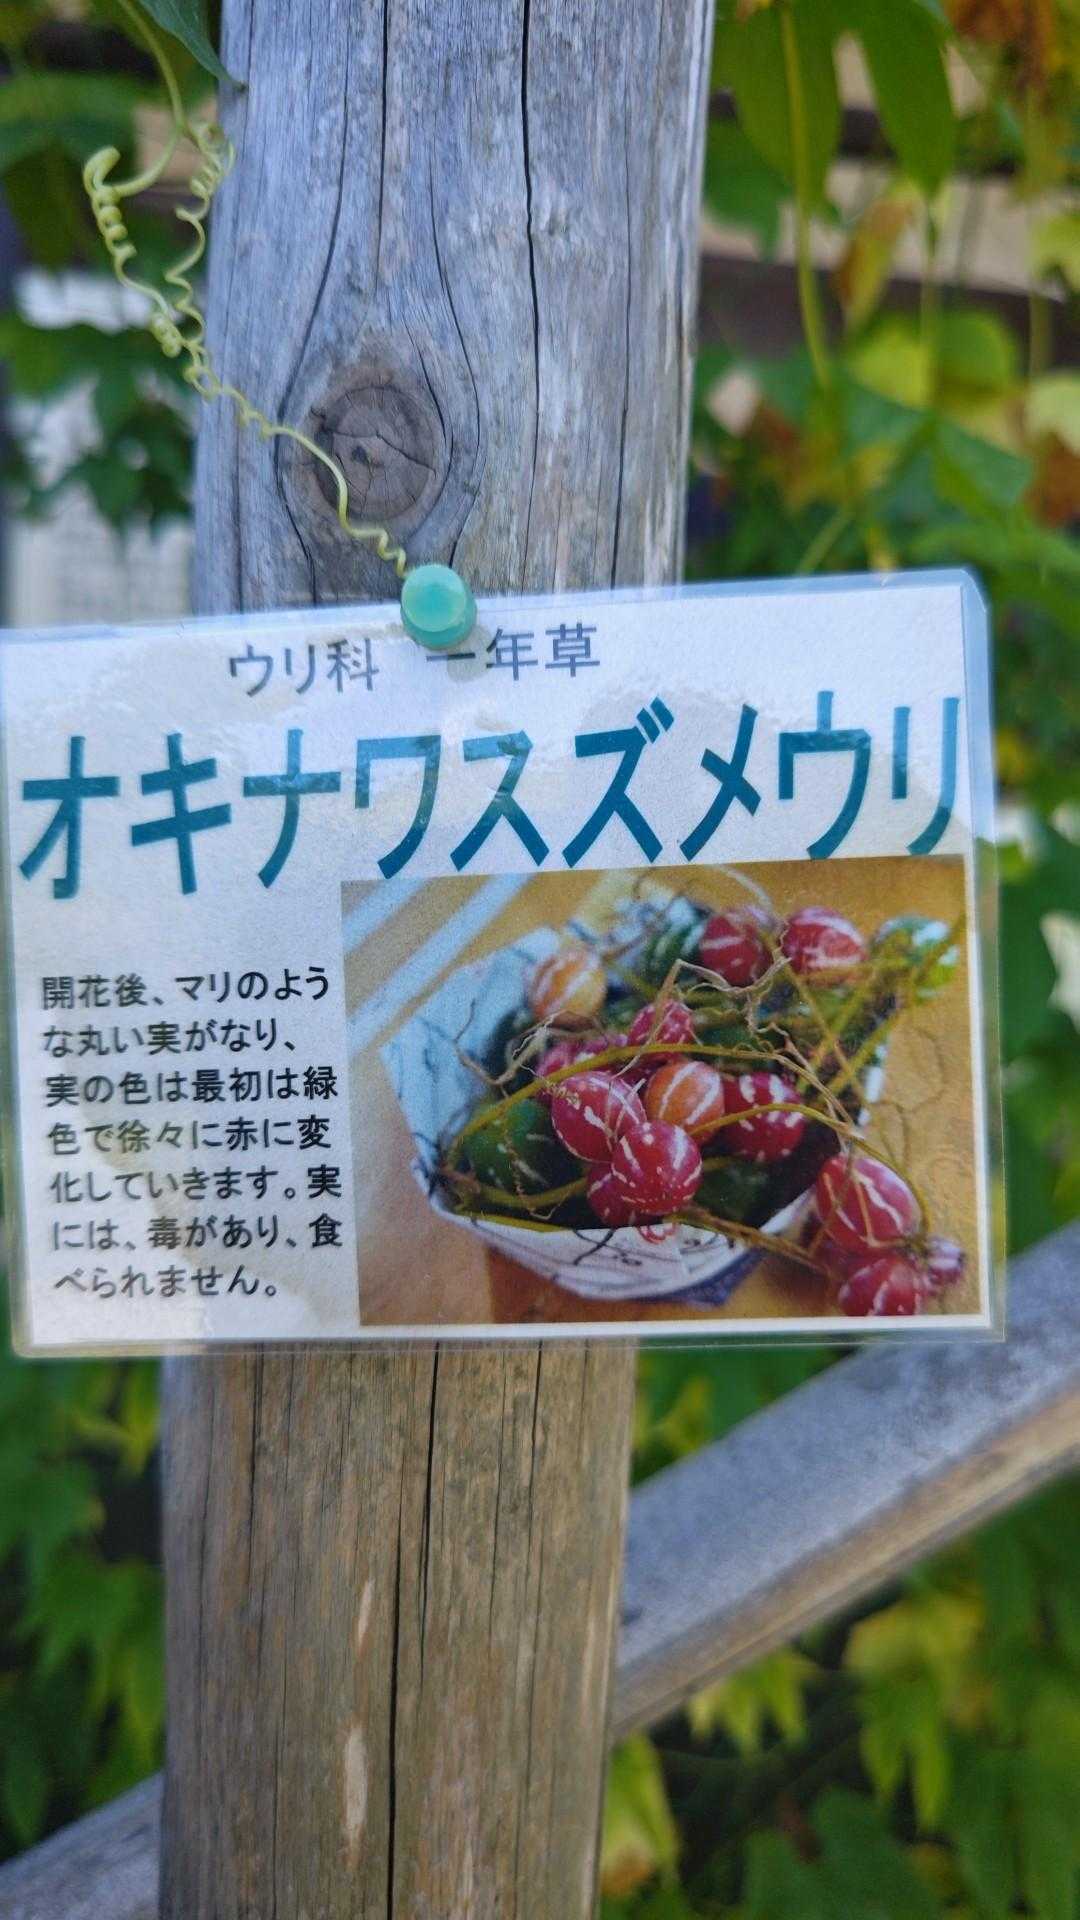 ウリ科　一年草
オキナワスズメウリ
開花後、マリのよう
な丸い実がなり、
実の色は最初は緑
色で徐々に赤に変
化していきます。実
には、毒があり、食
べられません。